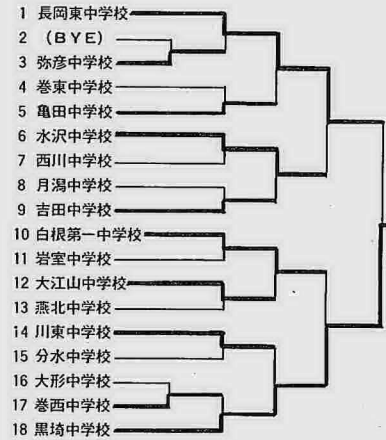 1 長岡東中学校
2 (BYE)
3 弥彦中学校
4 巻東中学校
5 亀田中学校
6 水沢中学校
7 西川中学校
8 月潟中学校
9 吉田中学校
10 白根第一中学校
11 岩室中学校
12 大江山中学校
13 燕北中学校
14 川東中学校
15 分水中学校
16 大形中学校
17 巻西中学校
18 黒埼中学校